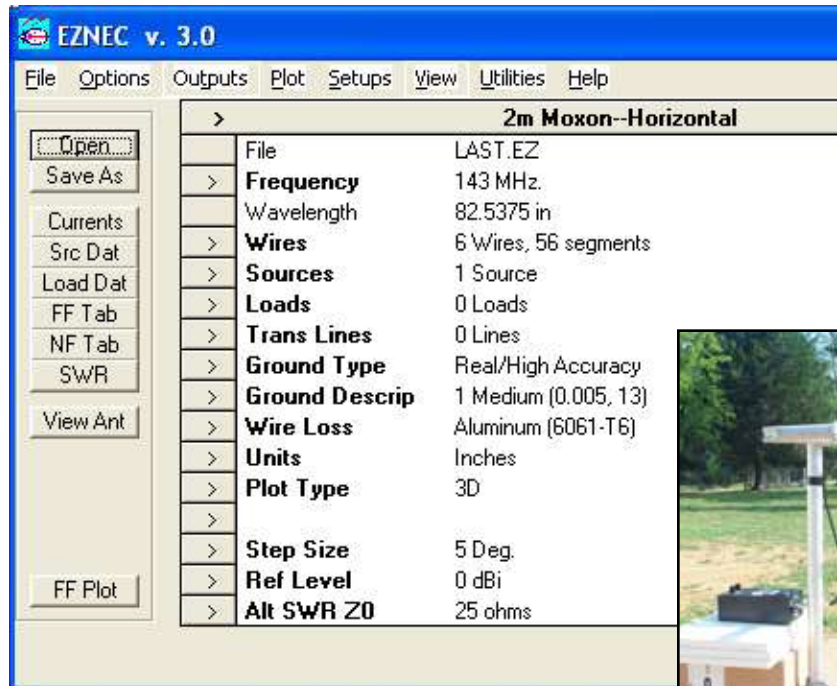 EZNEC v. 3.0
File Options Outputs Plot Setups View Utilities Help
Open
Save As
Currents
Src Dat
Load Dat
FF Tab
NF Tab
SWR
View Ant
FF Plot
> 2m Moxon--Horizontal
File LAST.EZ
> Frequency 143 MHz.
Wavelength 82.5375 in
> Wires 6 Wires, 56 segments
> Sources 1 Source
> Loads 0 Loads
> Trans Lines 0 Lines
> Ground Type Real/High Accuracy
> Ground Descrip 1 Medium (0.005, 13)
> Wire Loss Aluminum (6061-T6)
> Units Inches
> Plot Type 3D
>
> Step Size 5 Deg.
> Ref Level 0 dBi
> Alt SWR Z0 25 ohms